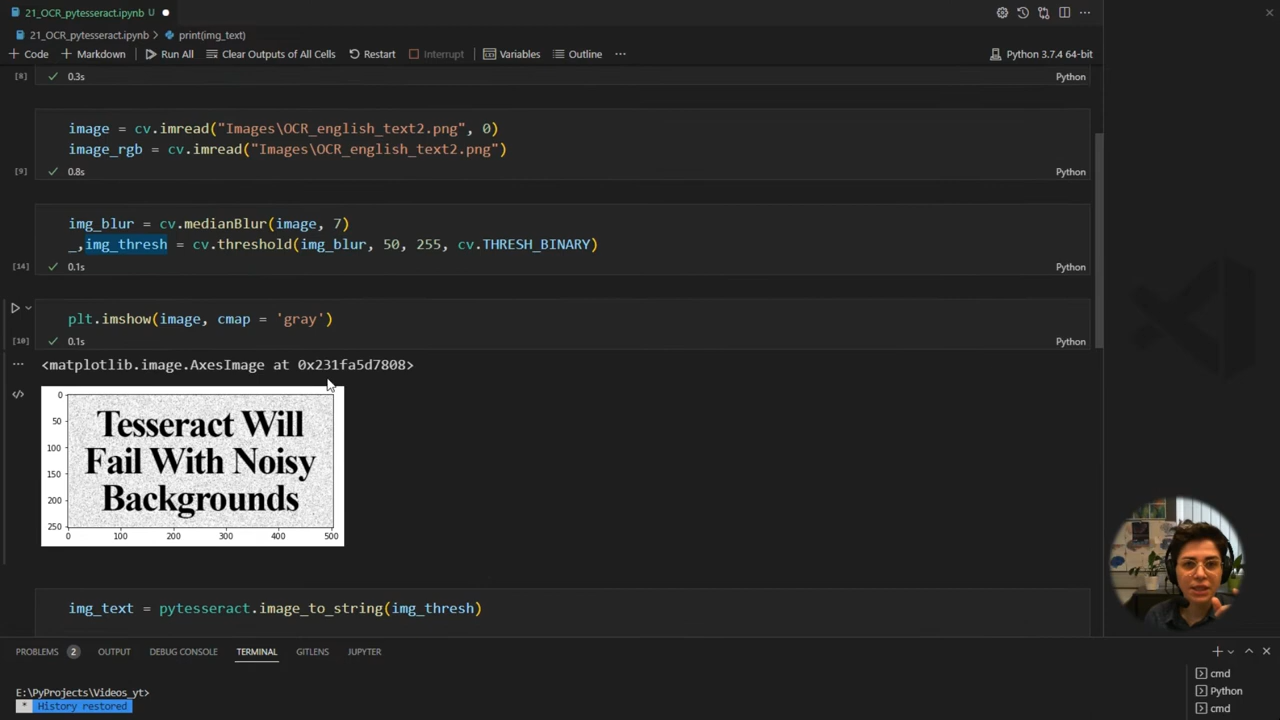 21_OCR_pytesseract.ipynb U
21_OCR_pytesseract.ipynb > print(img_text)
+ Code + Markdown Run All Clear Outputs of All Cells Restart Interrupt Variables Outline ...
Python 3.7.4 64-bit
[8] 0.3s Python
image = cv.imread("Images\OCR_english_text2.png", 0)
image_rgb = cv.imread("Images\OCR_english_text2.png")
[9] 0.8s Python
img_blur = cv.medianBlur(image, 7)
_,img_thresh = cv.threshold(img_blur, 50, 255, cv.THRESH_BINARY)
[14] 0.1s Python
plt.imshow(image, cmap = 'gray')
[10] 0.1s Python
... <matplotlib.image.AxesImage at 0x231fa5d7808>
0
50
100
150
200
250
Tesseract Will
Fail With Noisy
Backgrounds
0 100 200 300 400 500
img_text = pytesseract.image_to_string(img_thresh)
PROBLEMS 2 OUTPUT DEBUG CONSOLE TERMINAL GITLENS JUPYTER
cmd
E:\PyProjects\Videos_yt>
Python
* History restored
cmd